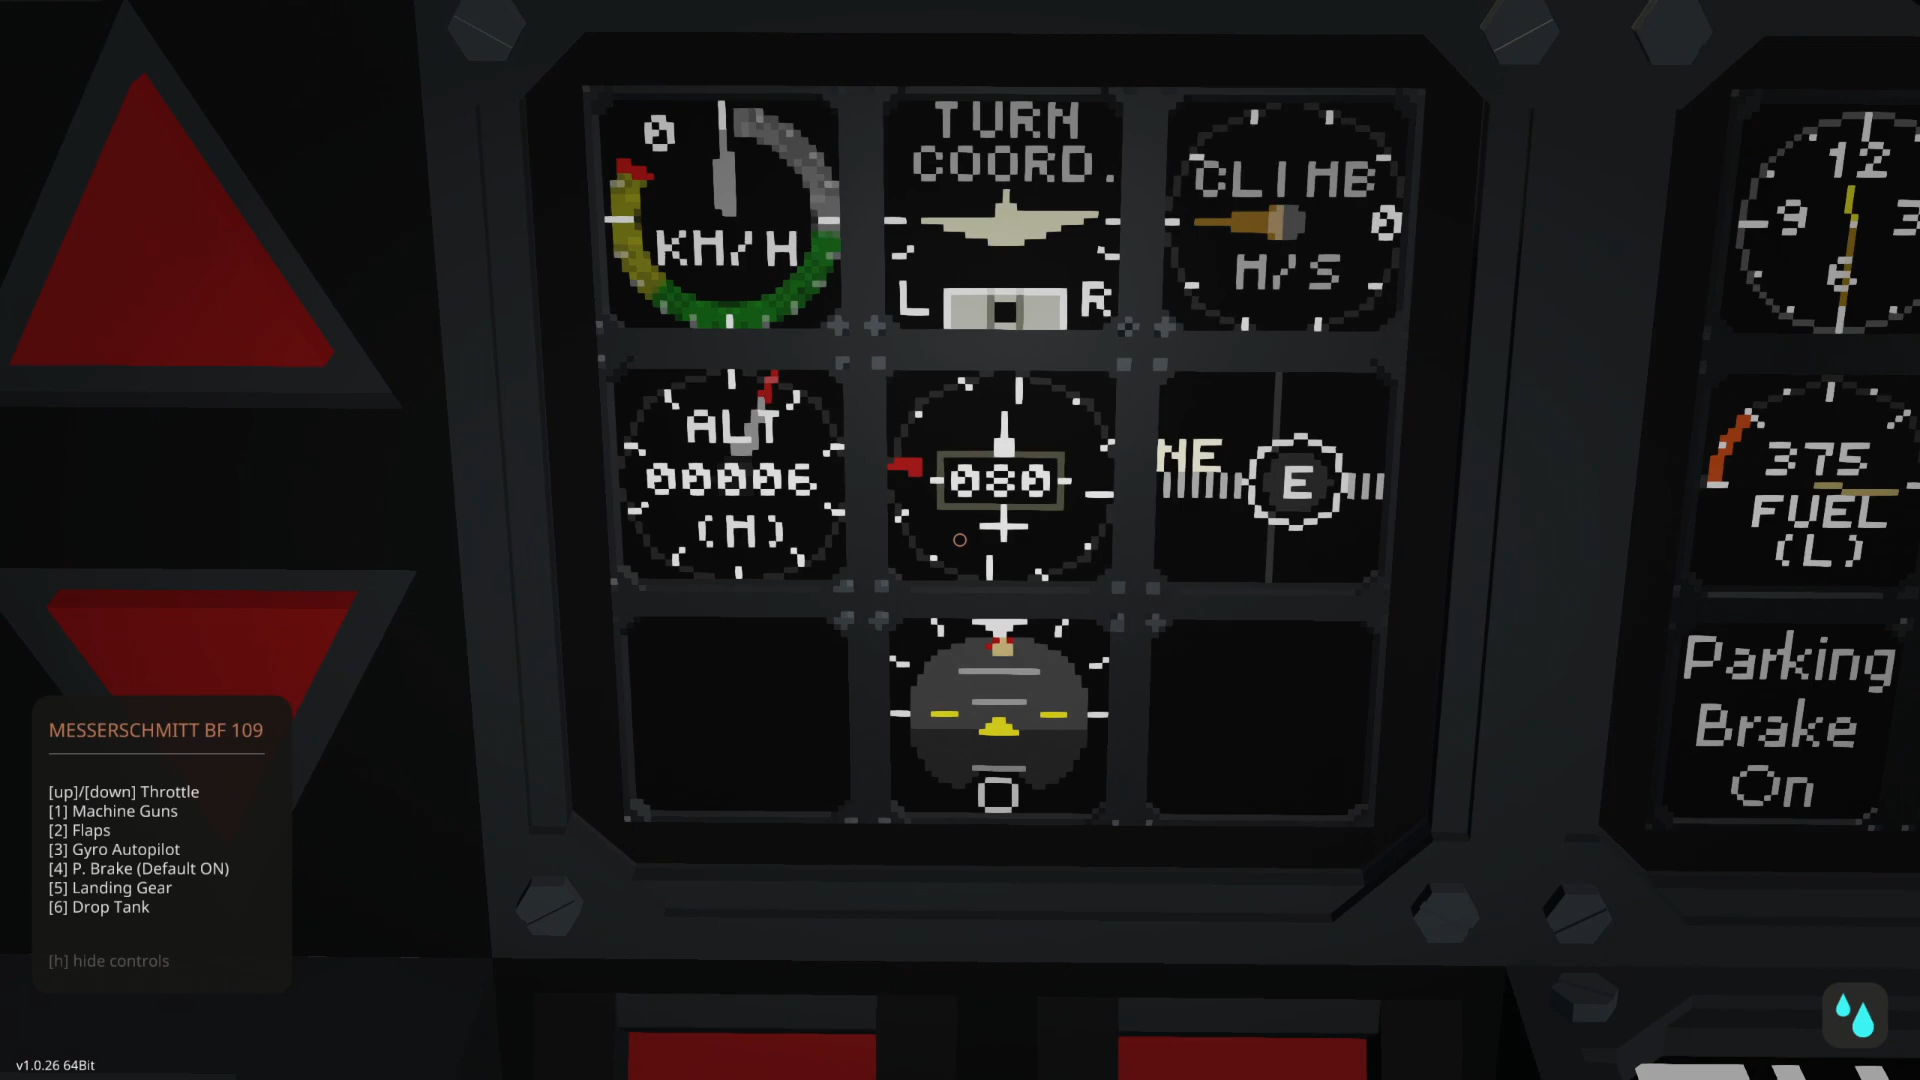 0
KM/H
TURN
COORD.
L
R
CLIMB
0
M/S
12
9
3
6
ALT
00006
(M)
080
NE
E
375
FUEL
(L)
Parking
Brake
On
MESSERSCHMITT BF 109
[up]/[down] Throttle
[1] Machine Guns
[2] Flaps
[3] Gyro Autopilot
[4] P. Brake (Default ON)
[5] Landing Gear
[6] Drop Tank
[h] hide controls
v1.0.26 64Bit